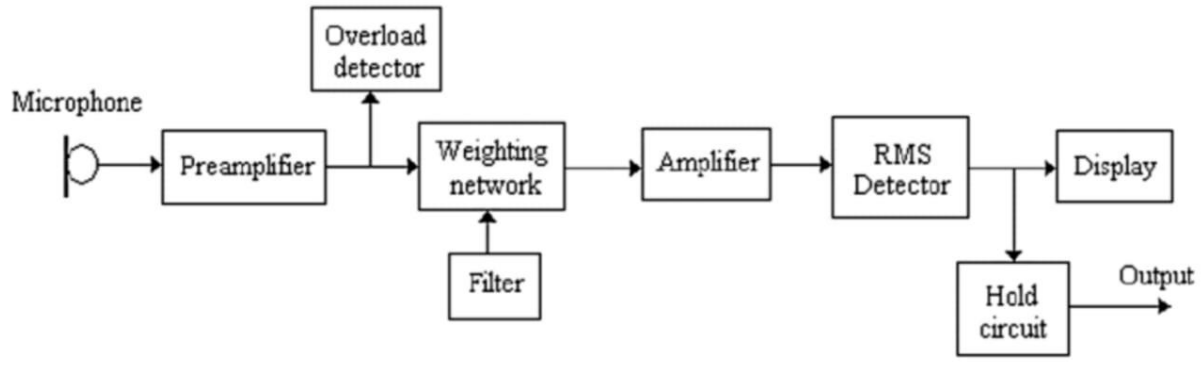 Overload
detector
Microphone
Preamplifier
Weighting
network
Amplifier
RMS
Detector
Display
Filter
Hold
circuit
Output